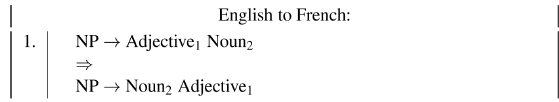 English to French:
1. NP → Adjective₁ Noun₂
⇒
NP → Noun₂ Adjective₁